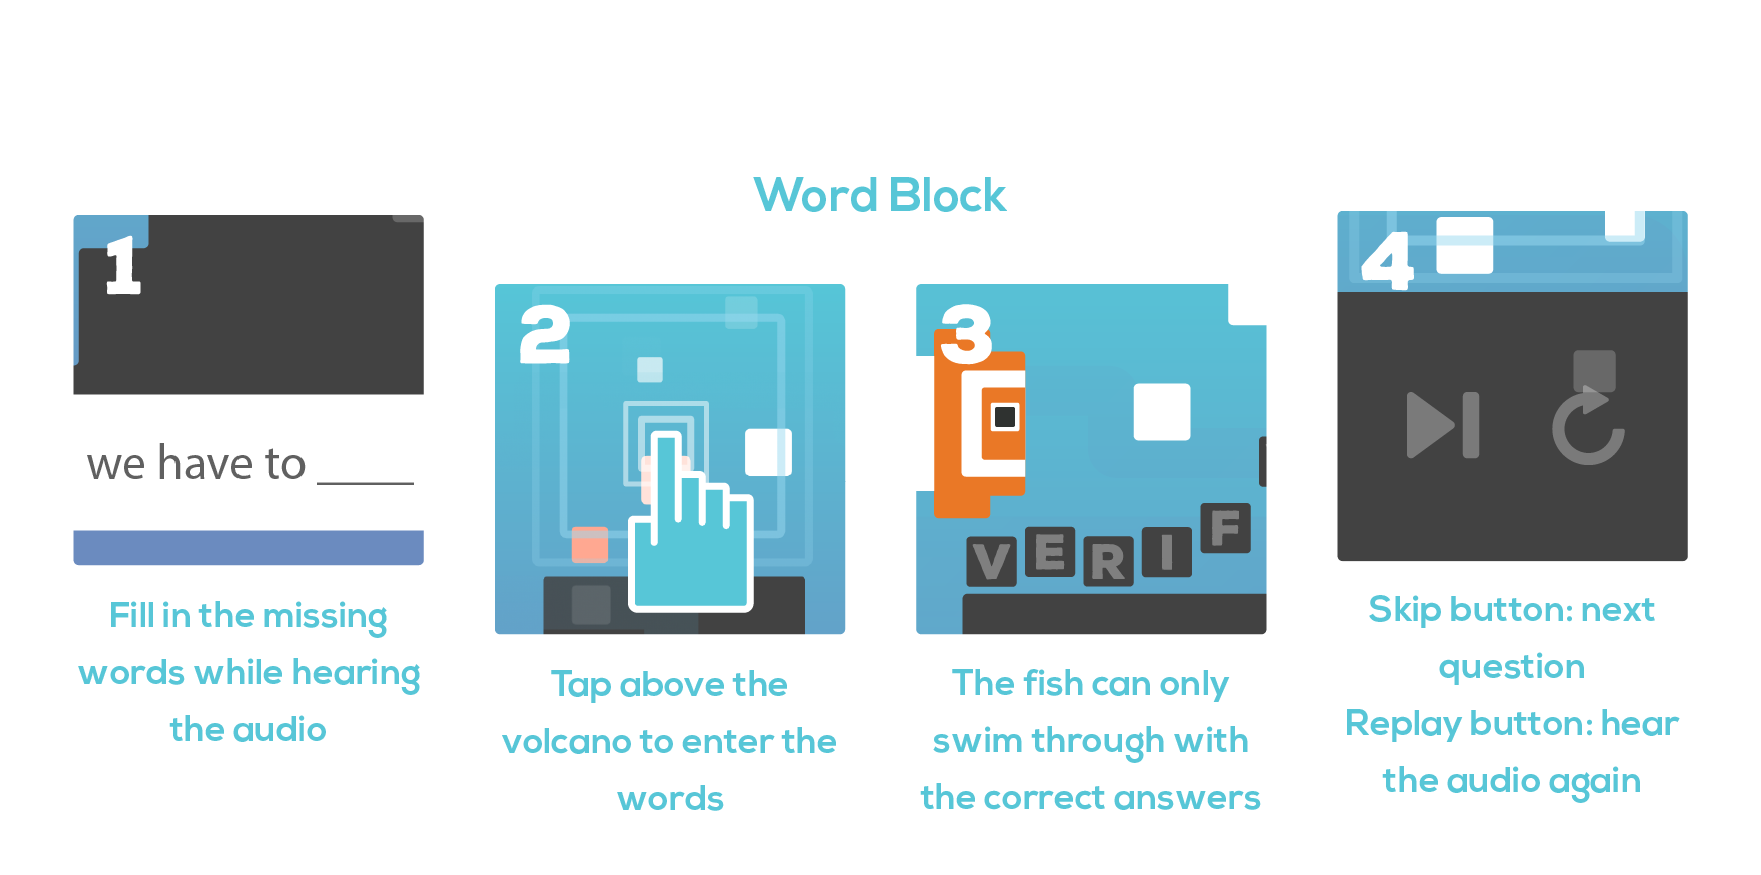 Word Block
1
we have to _____
Fill in the missing
words while hearing
the audio
2
Tap above the
volcano to enter the
words
3
V E R I F
The fish can only
swim through with
the correct answers
4
Skip button: next
question
Replay button: hear
the audio again